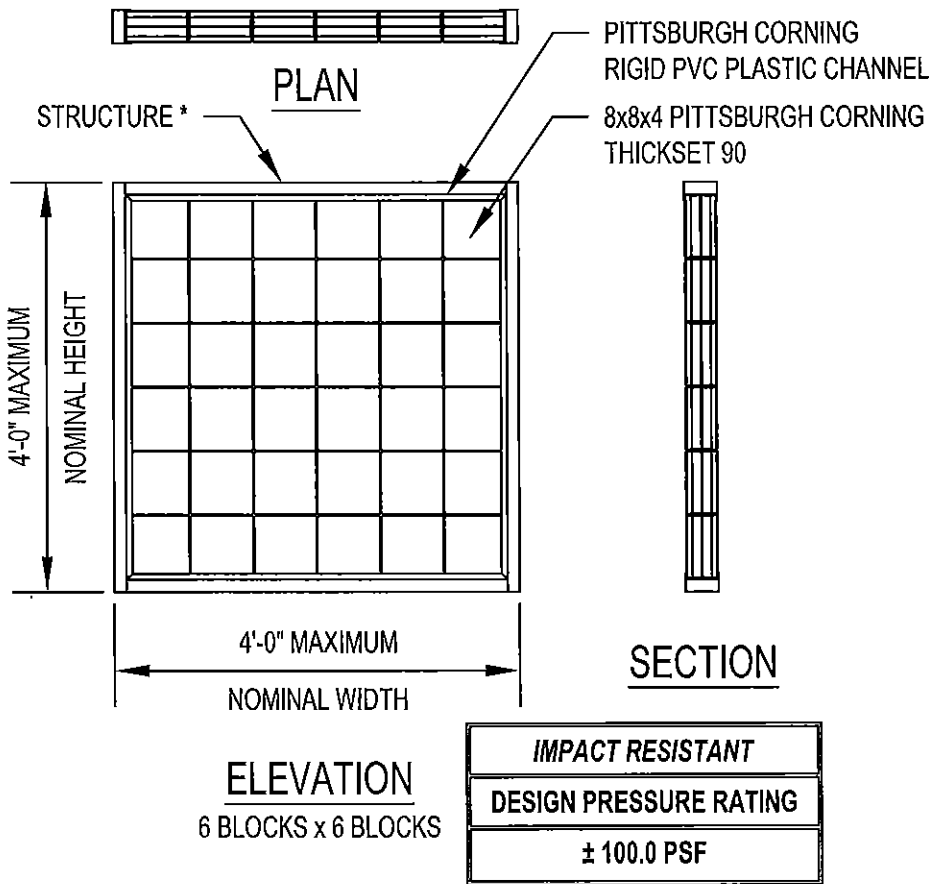 PITTSBURGH CORNING
RIGID PVC PLASTIC CHANNEL
PLAN
STRUCTURE *
8x8x4 PITTSBURGH CORNING
THICKSET 90
4'-0" MAXIMUM
NOMINAL HEIGHT
4'-0" MAXIMUM
NOMINAL WIDTH
SECTION
ELEVATION
6 BLOCKS x 6 BLOCKS
IMPACT RESISTANT
DESIGN PRESSURE RATING
± 100.0 PSF